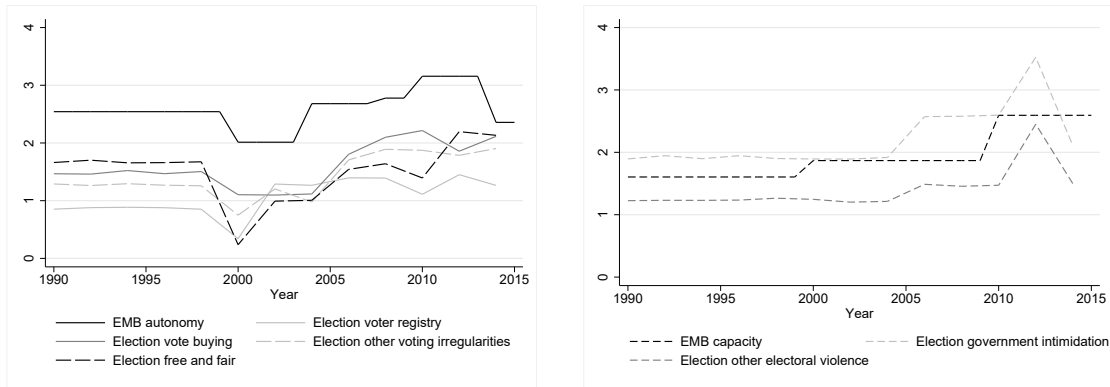 4
3
2
1
0
1990 1995 2000 2005 2010 2015
Year
EMB autonomy Election voter registry
Election vote buying Election other voting irregularities
Election free and fair
4
3
2
1
0
1990 1995 2000 2005 2010 2015
Year
EMB capacity Election government intimidation
Election other electoral violence